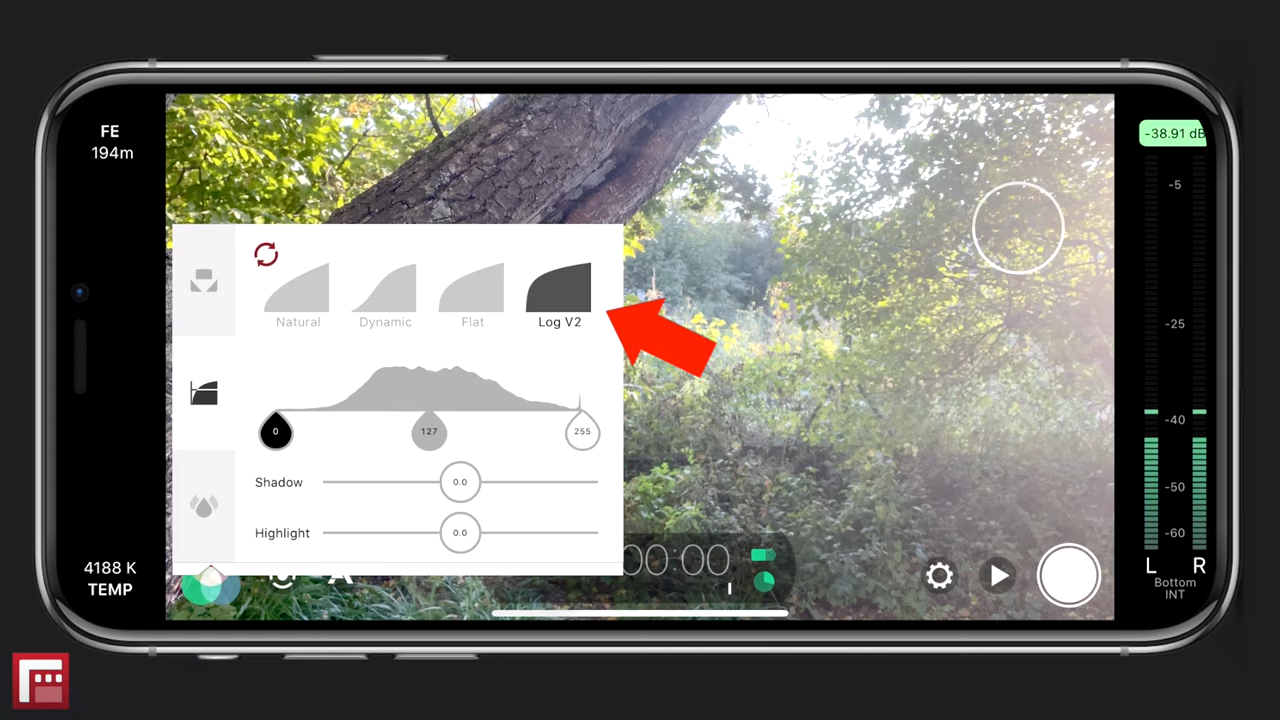 FE
194m
-38.91 dB
-5
-25
-40
-50
-60
L R
Bottom
INT
Natural Dynamic Flat Log V2
0 127 255
Shadow 0.0
Highlight 0.0
00:00
4188 K
TEMP